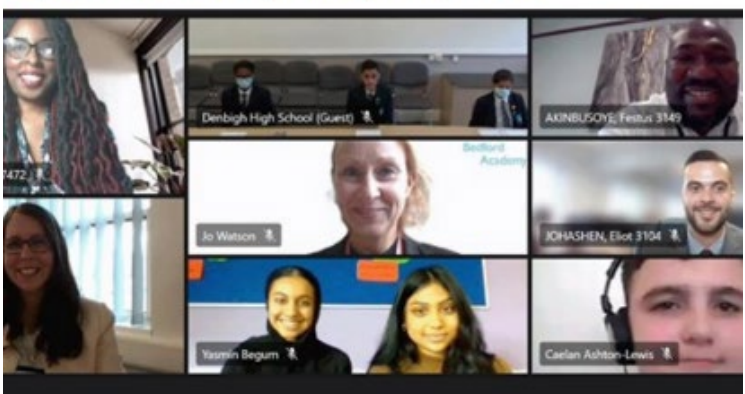 Denbigh High School (Guest)
AKINBUSOYE, Festus 3149
7472
Bedford
Academy
Jo Watson
JOHASHEN, Eliot 3104
Yasmin Begum
Caelan Ashton-Lewis